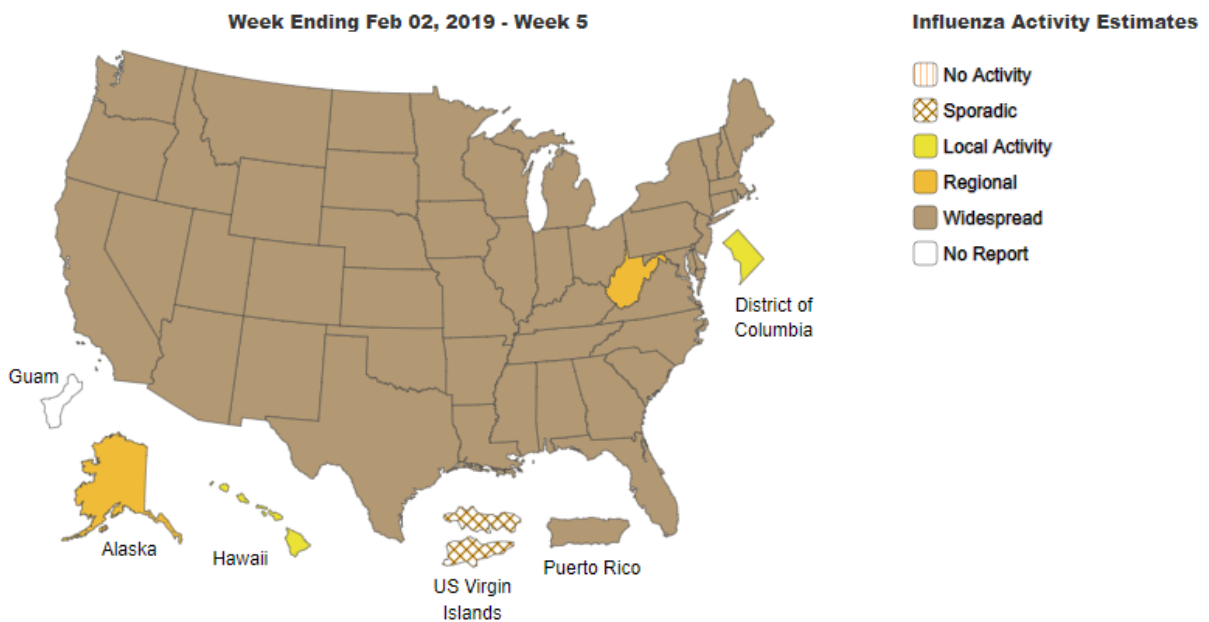 Week Ending Feb 02, 2019 - Week 5
Influenza Activity Estimates
No Activity
Sporadic
Local Activity
Regional
Widespread
No Report
District of
Columbia
Guam
Alaska
Hawaii
US Virgin
Islands
Puerto Rico